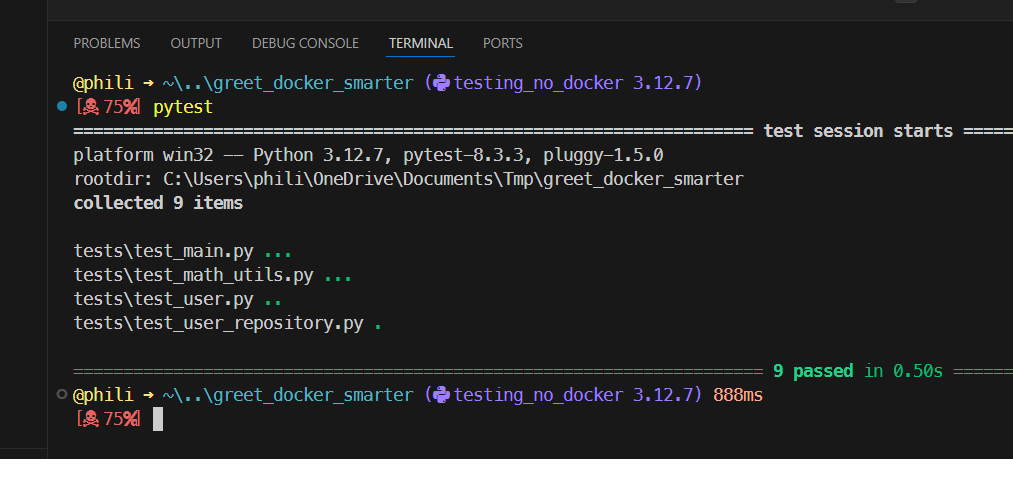 PROBLEMS OUTPUT DEBUG CONSOLE TERMINAL PORTS
@phili → ~\..\greet_docker_smarter (testing_no_docker 3.12.7)
[☠75%] pytest
==================================================================== test session starts =====
platform win32 -- Python 3.12.7, pytest-8.3.3, pluggy-1.5.0
rootdir: C:\Users\phili\OneDrive\Documents\Tmp\greet_docker_smarter
collected 9 items
tests\test_main.py ...
tests\test_math_utils.py ...
tests\test_user.py ..
tests\test_user_repository.py .
===================================================================== 9 passed in 0.50s ======
@phili → ~\..\greet_docker_smarter (testing_no_docker 3.12.7) 888ms
[☠75%]